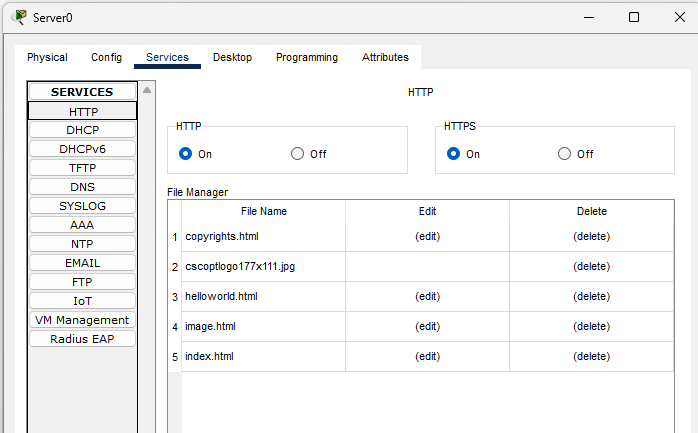 Server0
Physical Config Services Desktop Programming Attributes
SERVICES
HTTP
DHCP
DHCPv6
TFTP
DNS
SYSLOG
AAA
NTP
EMAIL
FTP
IoT
VM Management
Radius EAP
HTTP
HTTP
On Off
HTTPS
On Off
File Manager
File Name Edit Delete
1 copyrights.html (edit) (delete)
2 cscoptlogo177x111.jpg (delete)
3 helloworld.html (edit) (delete)
4 image.html (edit) (delete)
5 index.html (edit) (delete)